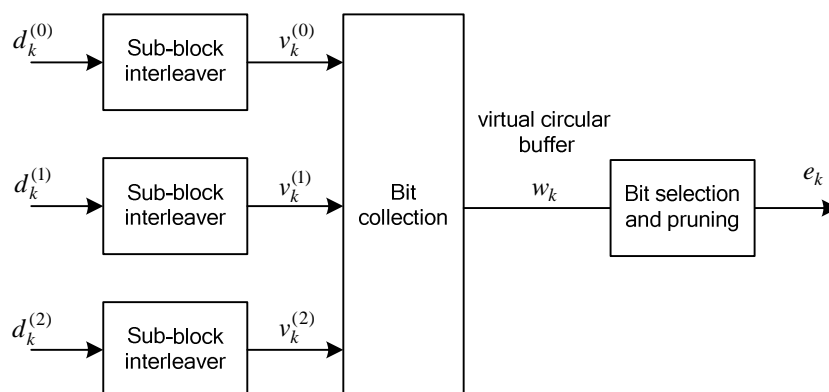 d_k^{(0)}
Sub-block
interleaver
v_k^{(0)}
d_k^{(1)}
Sub-block
interleaver
v_k^{(1)}
d_k^{(2)}
Sub-block
interleaver
v_k^{(2)}
Bit
collection
virtual circular
buffer
w_k
Bit selection
and pruning
e_k